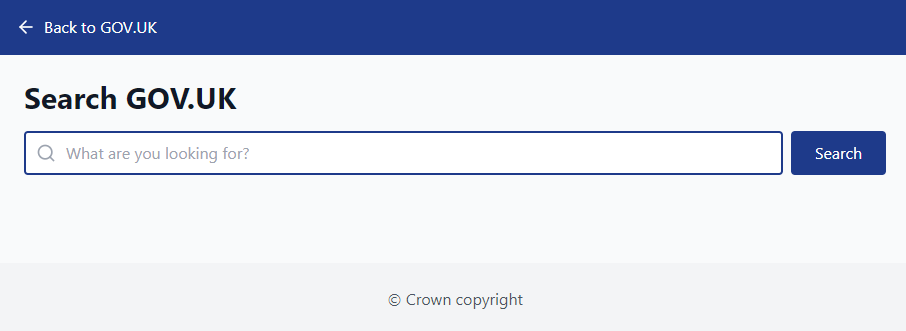 Back to GOV.UK
Search GOV.UK
What are you looking for?
Search
© Crown copyright